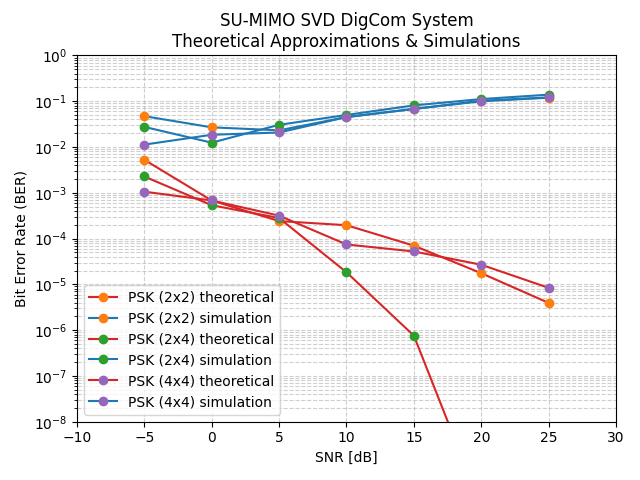 SU-MIMO SVD DigCom System
Theoretical Approximations & Simulations
Bit Error Rate (BER)
10^0
10^-1
10^-2
10^-3
10^-4
10^-5
10^-6
10^-7
10^-8
PSK (2x2) theoretical
PSK (2x2) simulation
PSK (2x4) theoretical
PSK (2x4) simulation
PSK (4x4) theoretical
PSK (4x4) simulation
−10 −5 0 5 10 15 20 25 30
SNR [dB]